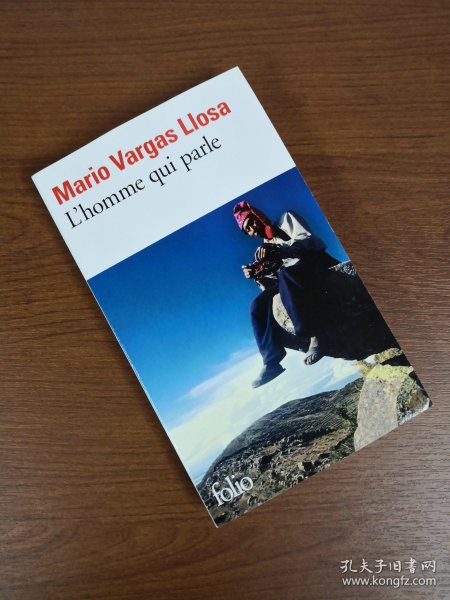 Mario Vargas Llosa
L'homme qui parle
folio
孔夫子旧书网
www.kongfz.com